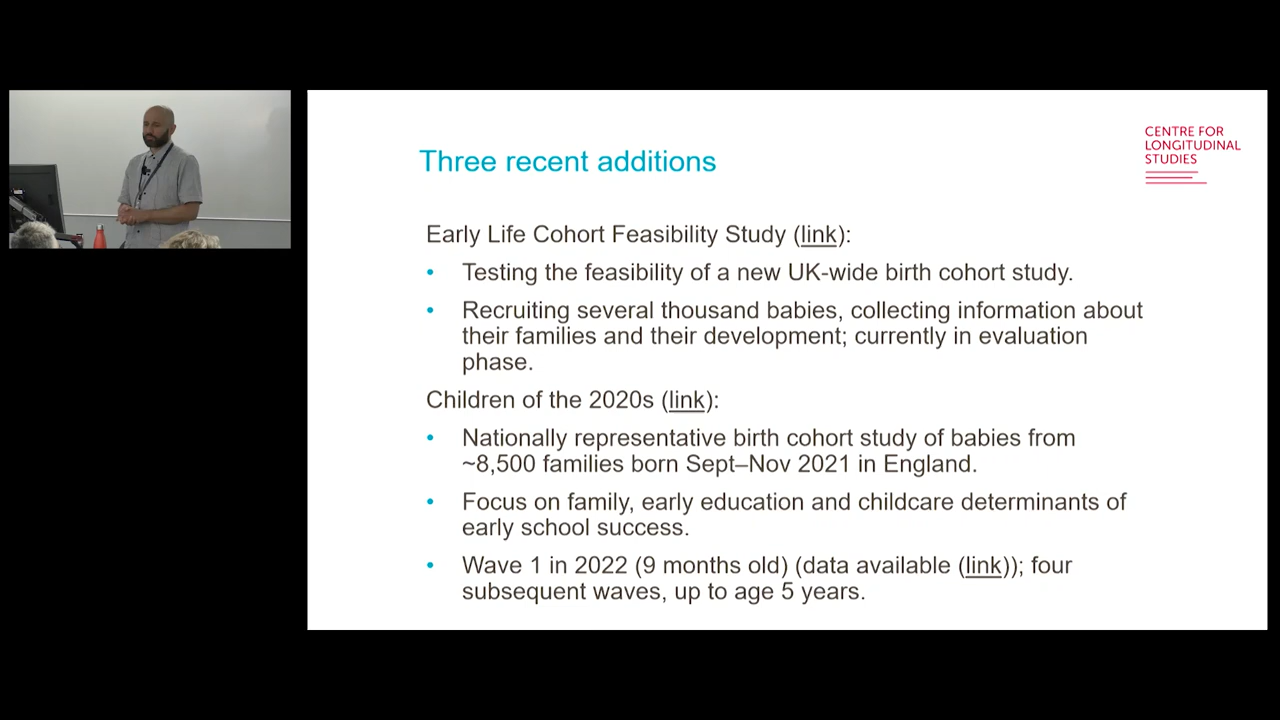 Three recent additions
CENTRE FOR
LONGITUDINAL
STUDIES
Early Life Cohort Feasibility Study (link):
• Testing the feasibility of a new UK-wide birth cohort study.
• Recruiting several thousand babies, collecting information about
their families and their development; currently in evaluation
phase.
Children of the 2020s (link):
• Nationally representative birth cohort study of babies from
~8,500 families born Sept–Nov 2021 in England.
• Focus on family, early education and childcare determinants of
early school success.
• Wave 1 in 2022 (9 months old) (data available (link)); four
subsequent waves, up to age 5 years.